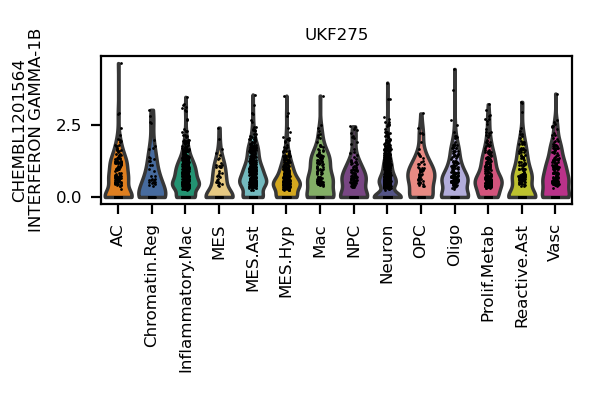 UKF275
CHEMBL1201564
INTERFERON GAMMA-1B
2.5
0.0
AC
Chromatin.Reg
Inflammatory.Mac
MES
MES.Ast
MES.Hyp
Mac
NPC
Neuron
OPC
Oligo
Prolif.Metab
Reactive.Ast
Vasc